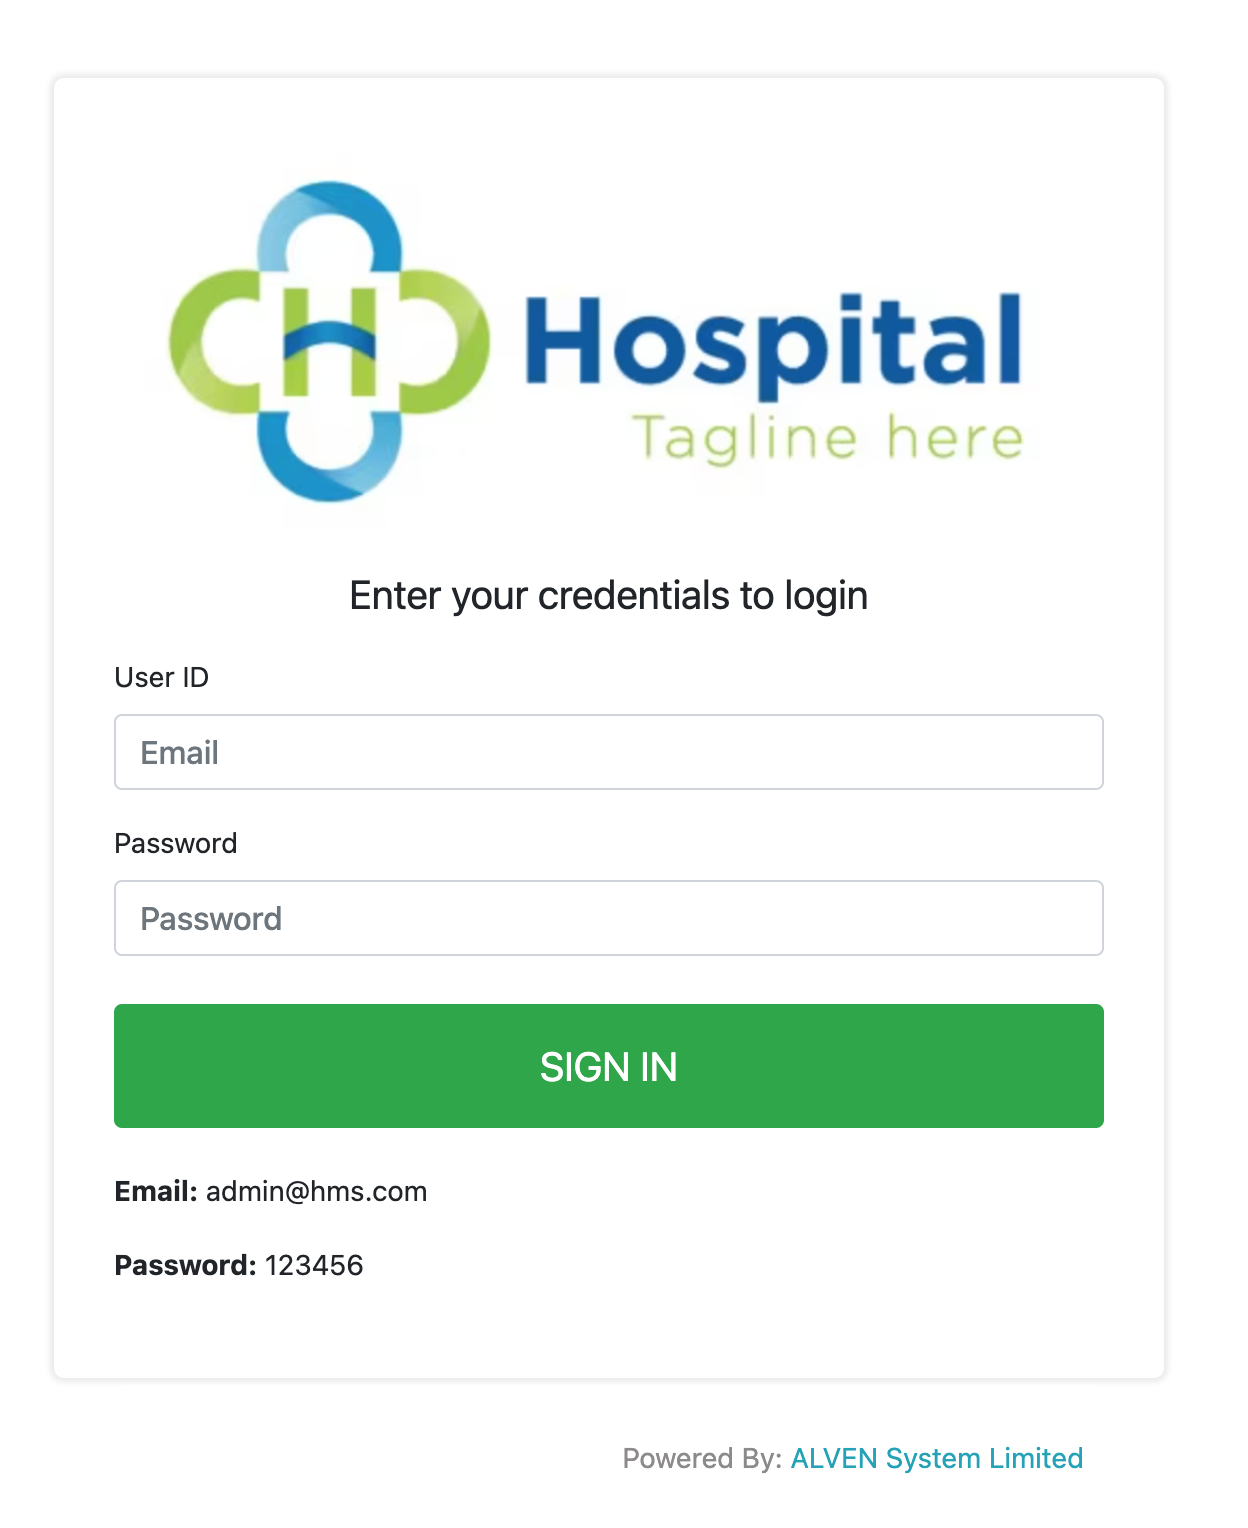 H
Hospital
Tagline here
Enter your credentials to login
User ID
Email
Password
Password
SIGN IN
Email: admin@hms.com
Password: 123456
Powered By: ALVEN System Limited